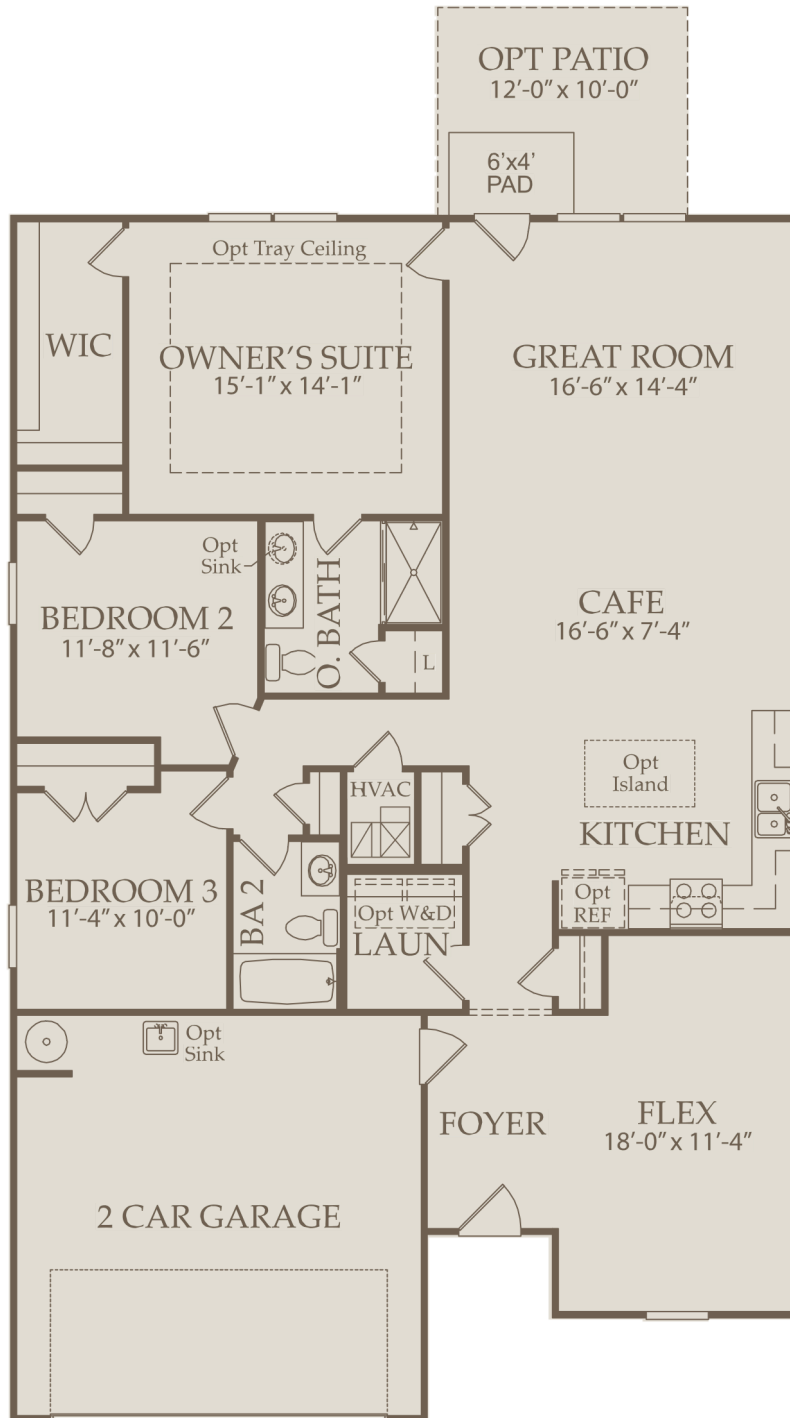 OPT PATIO
12'-0" x 10'-0"
6'x4'
PAD
Opt Tray Ceiling
WIC
OWNER'S SUITE
15'-1" x 14'-1"
GREAT ROOM
16'-6" x 14'-4"
Opt
Sink
O. BATH
BEDROOM 2
11'-8" x 11'-6"
CAFE
16'-6" x 7'-4"
L
Opt
Island
HVAC
KITCHEN
BEDROOM 3
11'-4" x 10'-0"
BA 2
Opt W&D
LAUN
Opt
REF
Opt
Sink
FOYER
FLEX
18'-0" x 11'-4"
2 CAR GARAGE